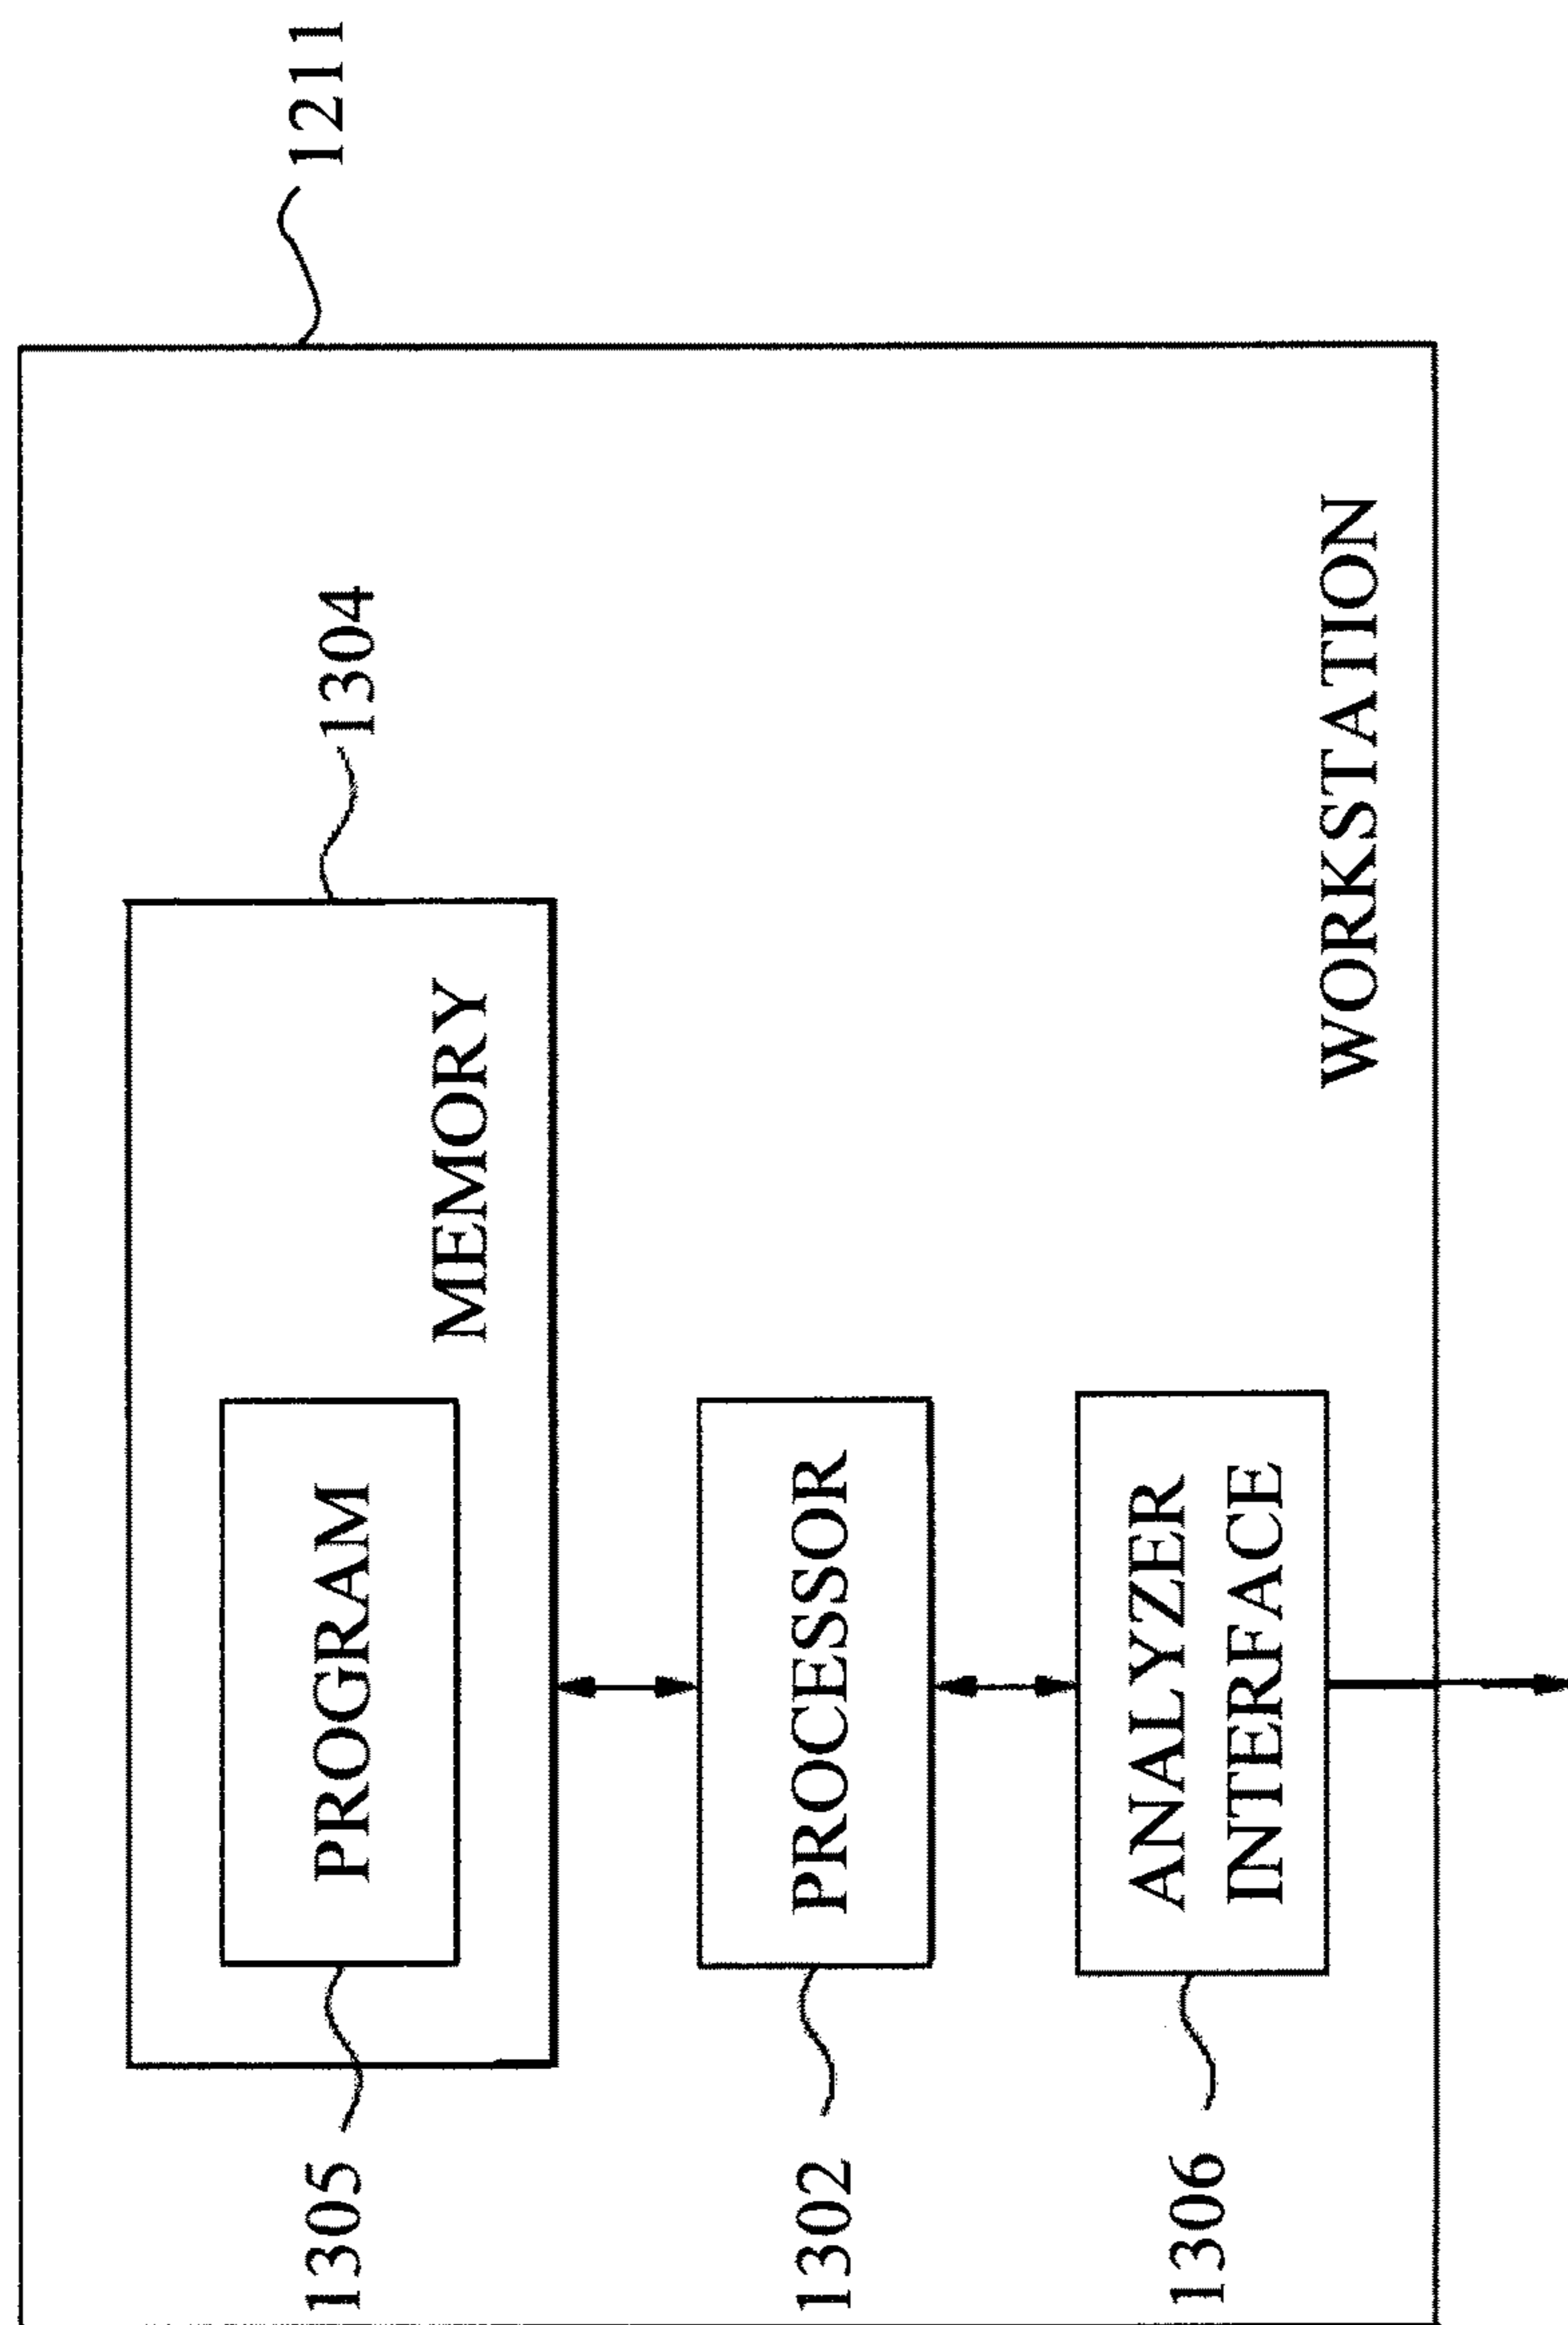 1211
1304
1305
PROGRAM
MEMORY
1302
PROCESSOR
1306
ANALYZER
INTERFACE
WORKSTATION